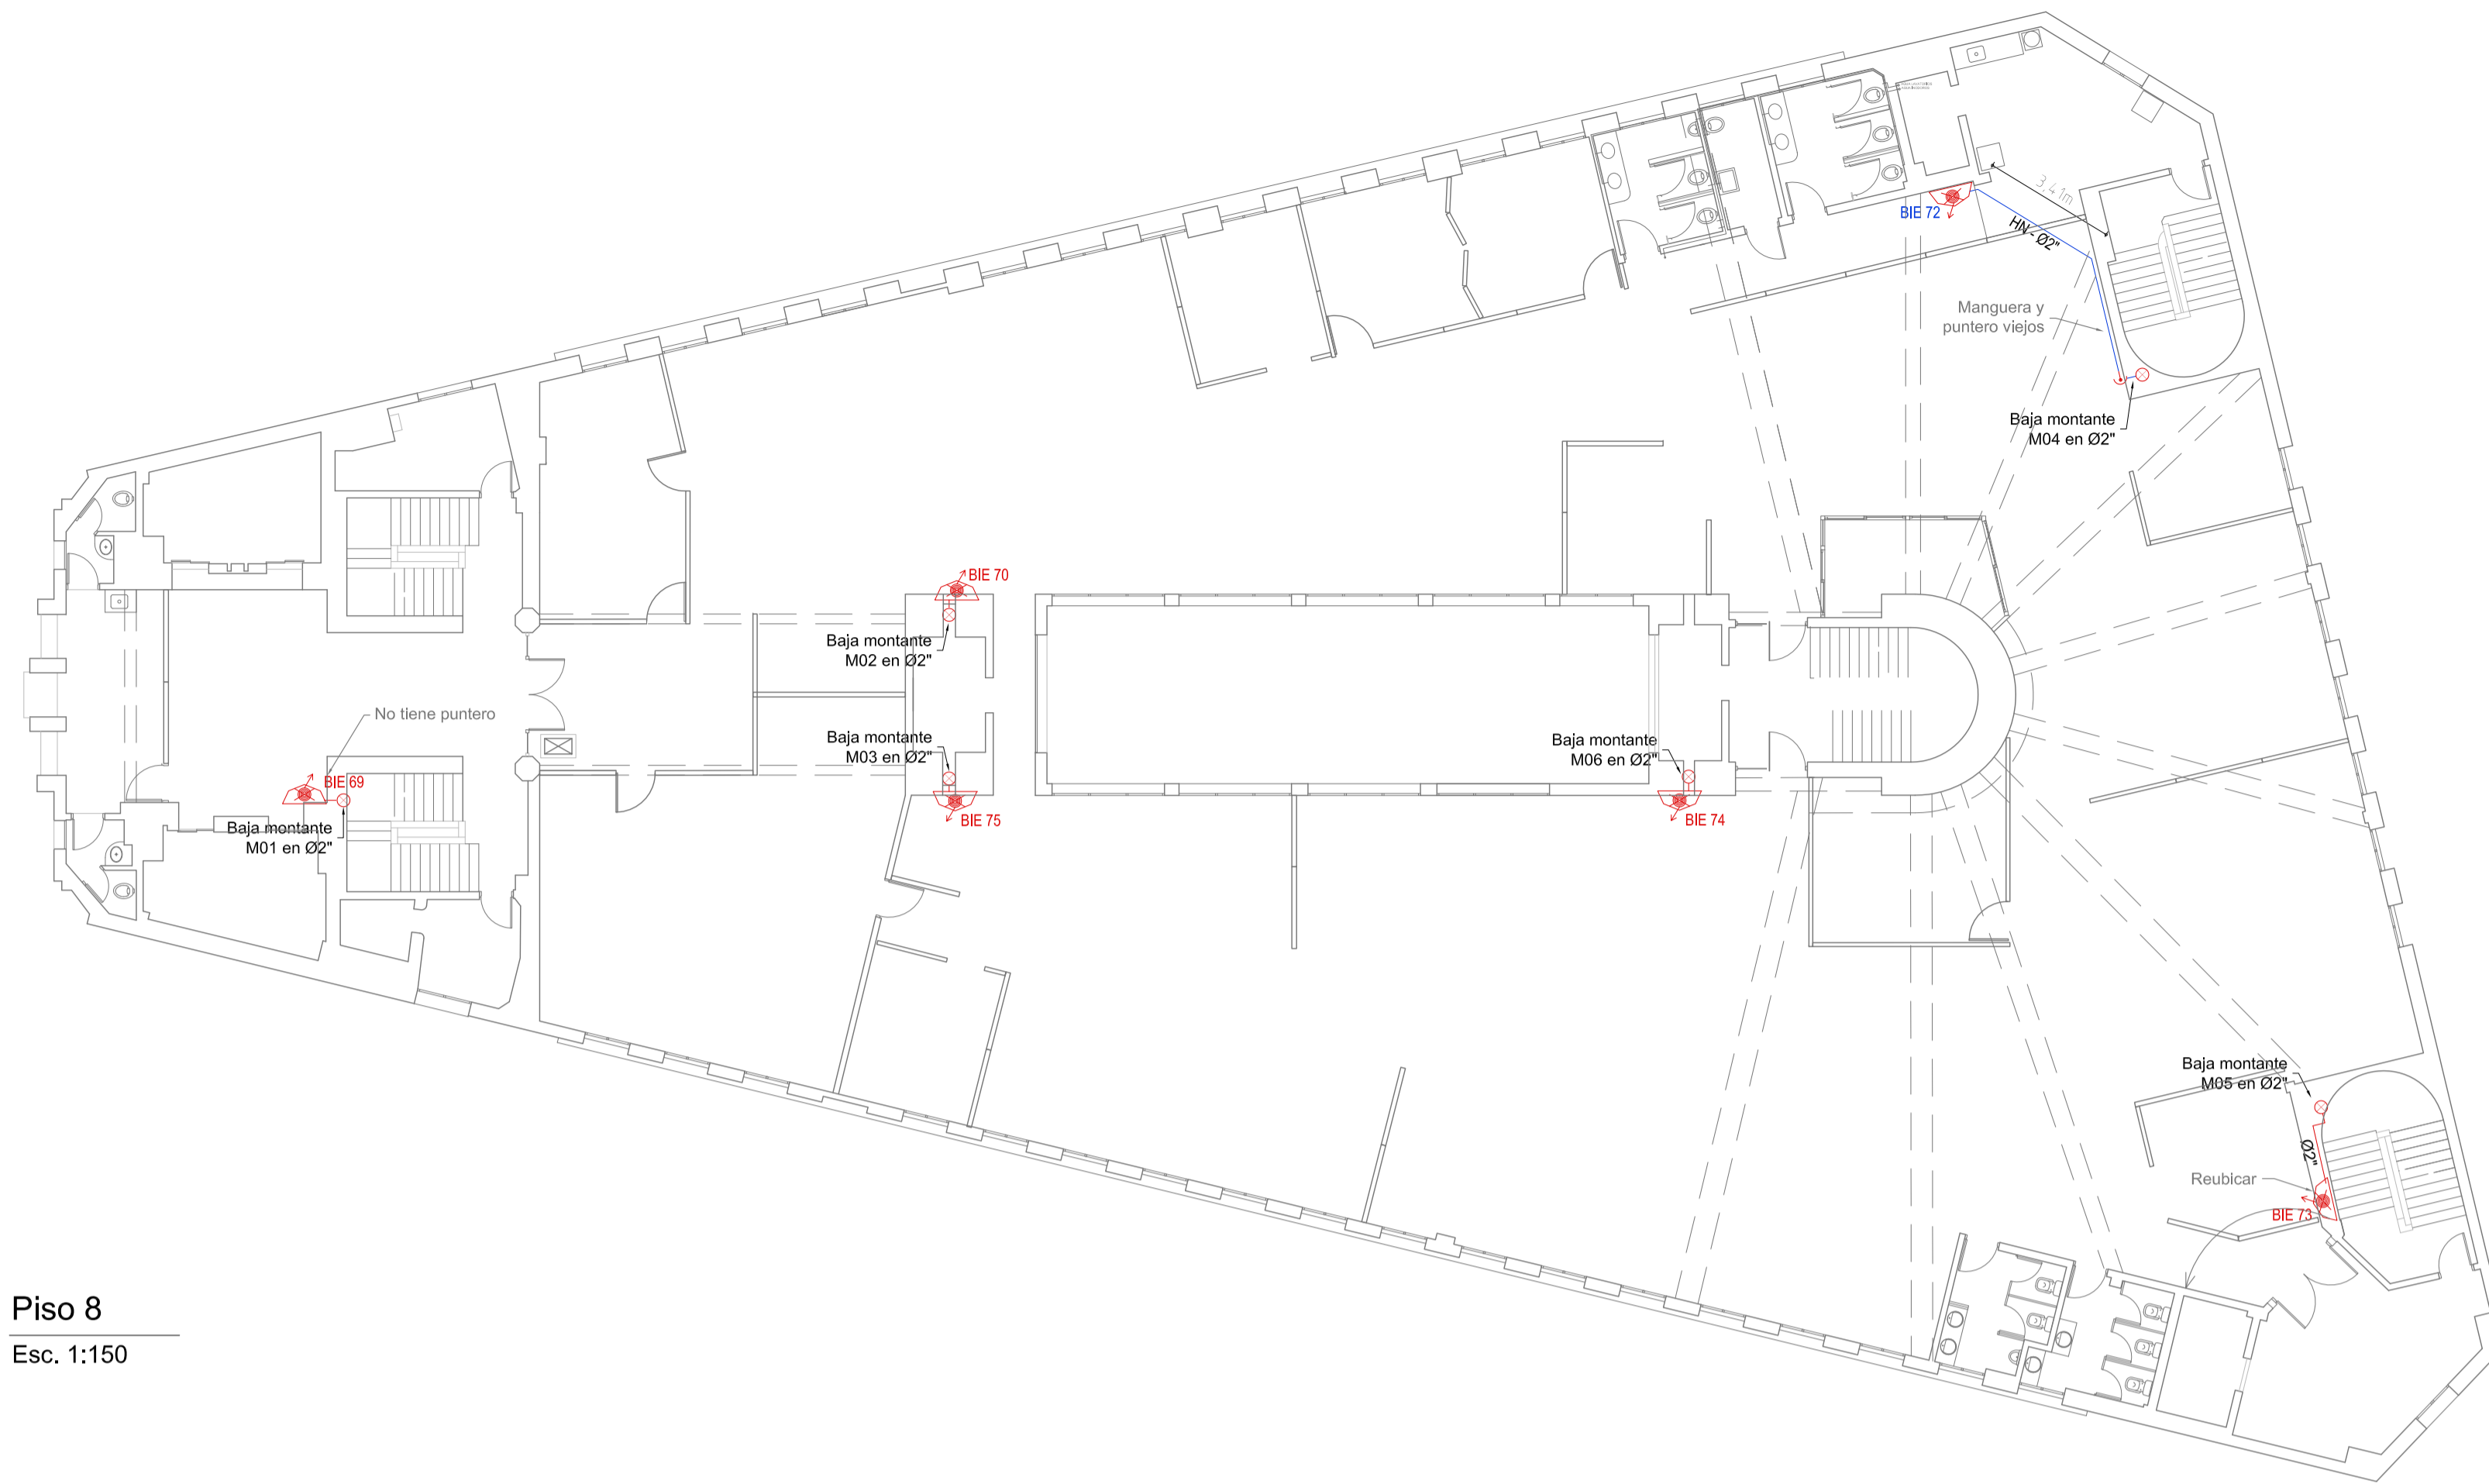 3.41m
BIE 72
HN - Ø2"
Manguera y
puntero viejos
Baja montante
M04 en Ø2"
BIE 70
Baja montante
M02 en Ø2"
No tiene puntero
Baja montante
M03 en Ø2"
Baja montante
M06 en Ø2"
BIE 69
Baja montante
M01 en Ø2"
BIE 75
BIE 74
Baja montante
M05 en Ø2"
Ø2"
Reubicar
BIE 73
Piso 8
Esc. 1:150